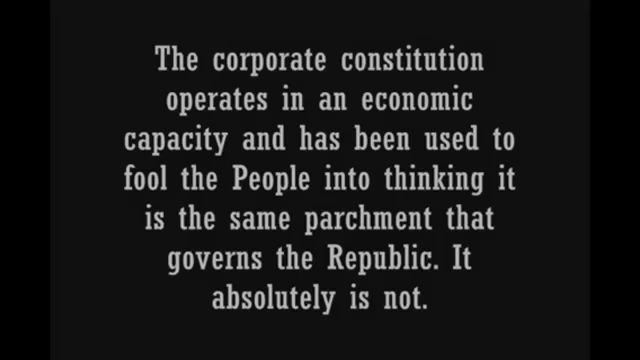 The corporate constitution
operates in an economic
capacity and has been used to
fool the People into thinking it
is the same parchment that
governs the Republic. It
absolutely is not.